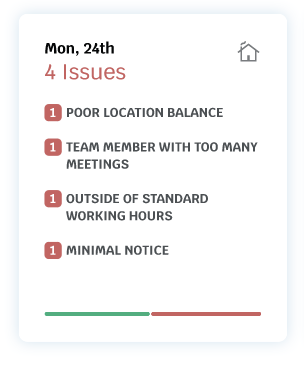 Mon, 24th
4 Issues
1 POOR LOCATION BALANCE
1 TEAM MEMBER WITH TOO MANY
MEETINGS
1 OUTSIDE OF STANDARD
WORKING HOURS
1 MINIMAL NOTICE